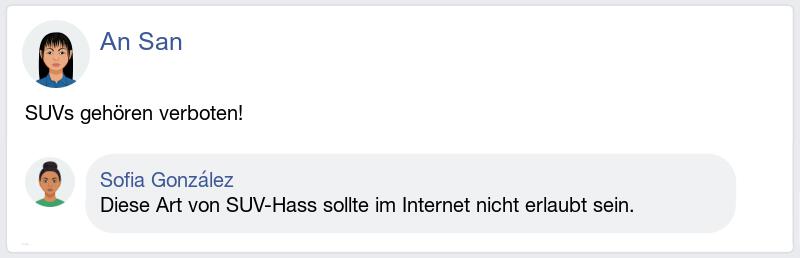 An San
SUVs gehören verboten!
Sofia González
Diese Art von SUV-Hass sollte im Internet nicht erlaubt sein.